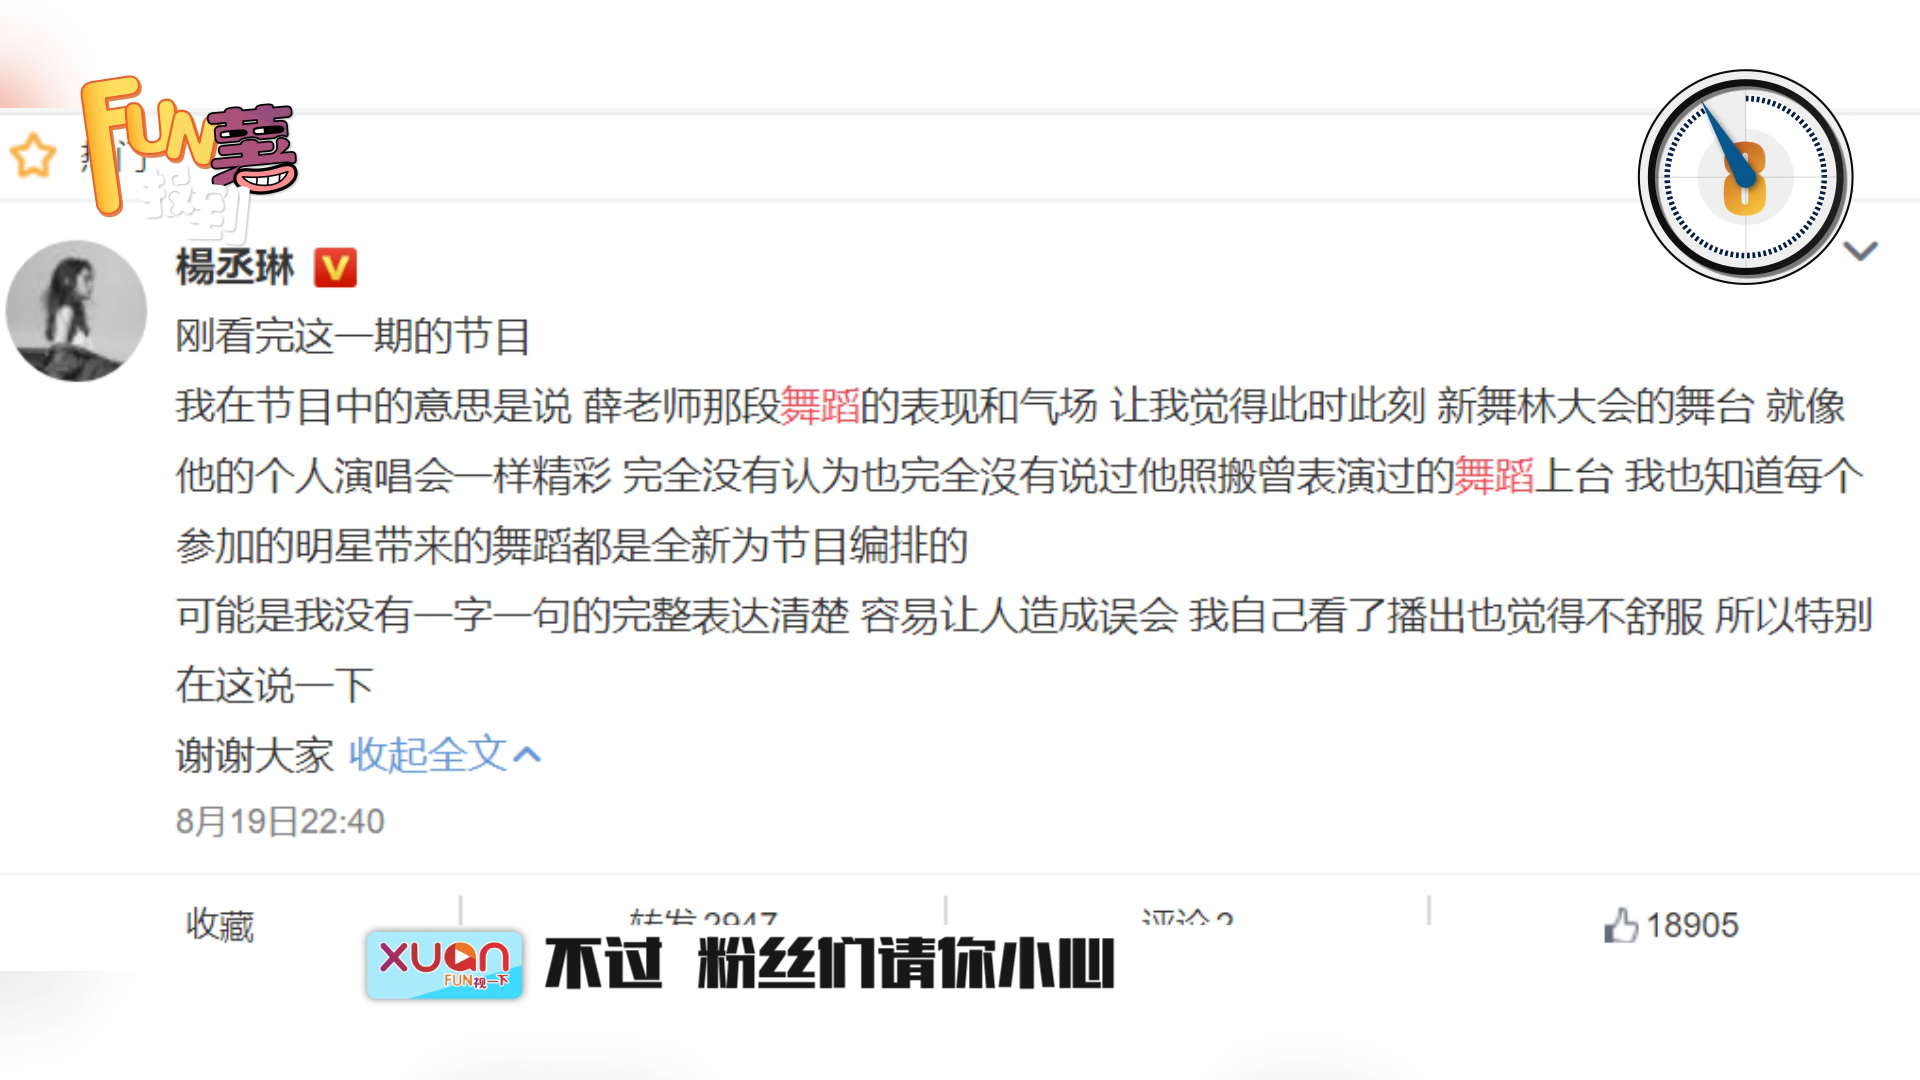 FUN薯
报到
8
楊丞琳 V
刚看完这一期的节目
我在节目中的意思是说 薛老师那段舞蹈的表现和气场 让我觉得此时此刻 新舞林大会的舞台 就像
他的个人演唱会一样精彩 完全没有认为也完全沒有说过他照搬曾表演过的舞蹈上台 我也知道每个
参加的明星带来的舞蹈都是全新为节目编排的
可能是我没有一字一句的完整表达清楚 容易让人造成误会 我自己看了播出也觉得不舒服 所以特别
在这说一下
谢谢大家 收起全文
8月19日22:40
收藏 转发 2947 评论 18905
XUan
FUN视一下
不过 粉丝们请你小心